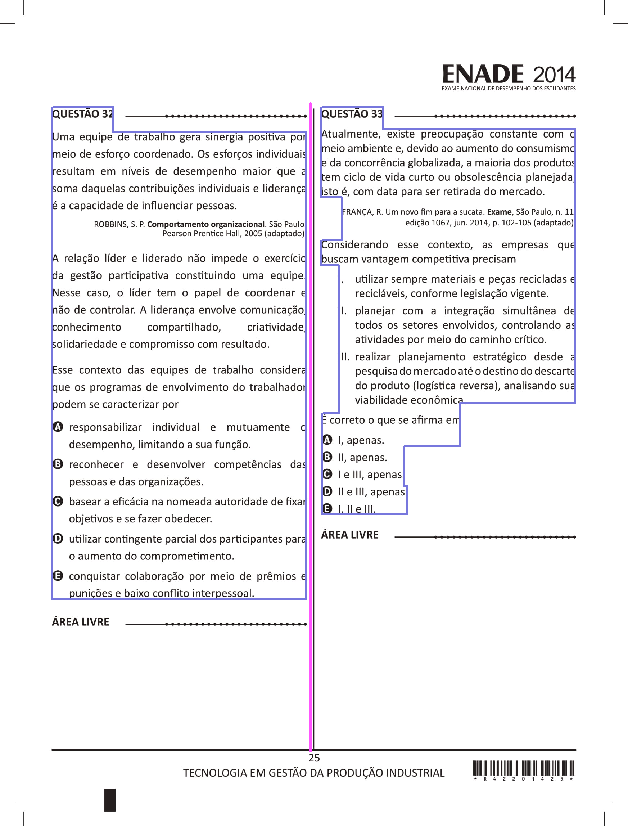 ENADE 2014
EXAME NACIONAL DE DESEMPENHO DOS ESTUDANTES
QUESTÃO 32
Uma equipe de trabalho gera sinergia positiva por
meio de esforço coordenado. Os esforços individuais
resultam em níveis de desempenho maior que a
soma daquelas contribuições individuais e liderança
é a capacidade de influenciar pessoas.
ROBBINS, S. P. Comportamento organizacional. São Paulo:
Pearson Prentice Hall, 2005 (adaptado).
A relação líder e liderado não impede o exercício
da gestão participativa constituindo uma equipe.
Nesse caso, o líder tem o papel de coordenar e
não de controlar. A liderança envolve comunicação,
conhecimento compartilhado, criatividade,
solidariedade e compromisso com resultado.
Esse contexto das equipes de trabalho considera
que os programas de envolvimento do trabalhador
podem se caracterizar por
A responsabilizar individual e mutuamente o
desempenho, limitando a sua função.
B reconhecer e desenvolver competências das
pessoas e das organizações.
C basear a eficácia na nomeada autoridade de fixar
objetivos e se fazer obedecer.
D utilizar contingente parcial dos participantes para
o aumento do comprometimento.
E conquistar colaboração por meio de prêmios e
punições e baixo conflito interpessoal.
ÁREA LIVRE
QUESTÃO 33
Atualmente, existe preocupação constante com o
meio ambiente e, devido ao aumento do consumismo
e da concorrência globalizada, a maioria dos produtos
tem ciclo de vida curto ou obsolescência planejada,
isto é, com data para ser retirada do mercado.
FRANÇA, R. Um novo fim para a sucata. Exame, São Paulo, n. 11,
edição 1067, jun. 2014, p. 102-105 (adaptado).
Considerando esse contexto, as empresas que
buscam vantagem competitiva precisam
I. utilizar sempre materiais e peças recicladas e
recicláveis, conforme legislação vigente.
II. planejar com a integração simultânea de
todos os setores envolvidos, controlando as
atividades por meio do caminho crítico.
III. realizar planejamento estratégico desde a
pesquisa do mercado até o destino do descarte
do produto (logística reversa), analisando sua
viabilidade econômica.
É correto o que se afirma em
A I, apenas.
B II, apenas.
C I e III, apenas.
D II e III, apenas.
E I, II e III.
ÁREA LIVRE
25
TECNOLOGIA EM GESTÃO DA PRODUÇÃO INDUSTRIAL
*R42201425*